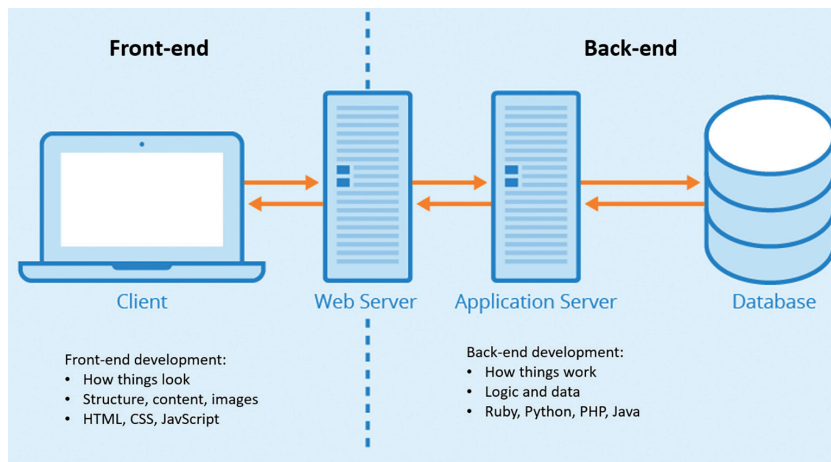 Front-end
Back-end
Client
Web Server
Application Server
Database
Front-end development:
• How things look
• Structure, content, images
• HTML, CSS, JavScript
Back-end development:
• How things work
• Logic and data
• Ruby, Python, PHP, Java